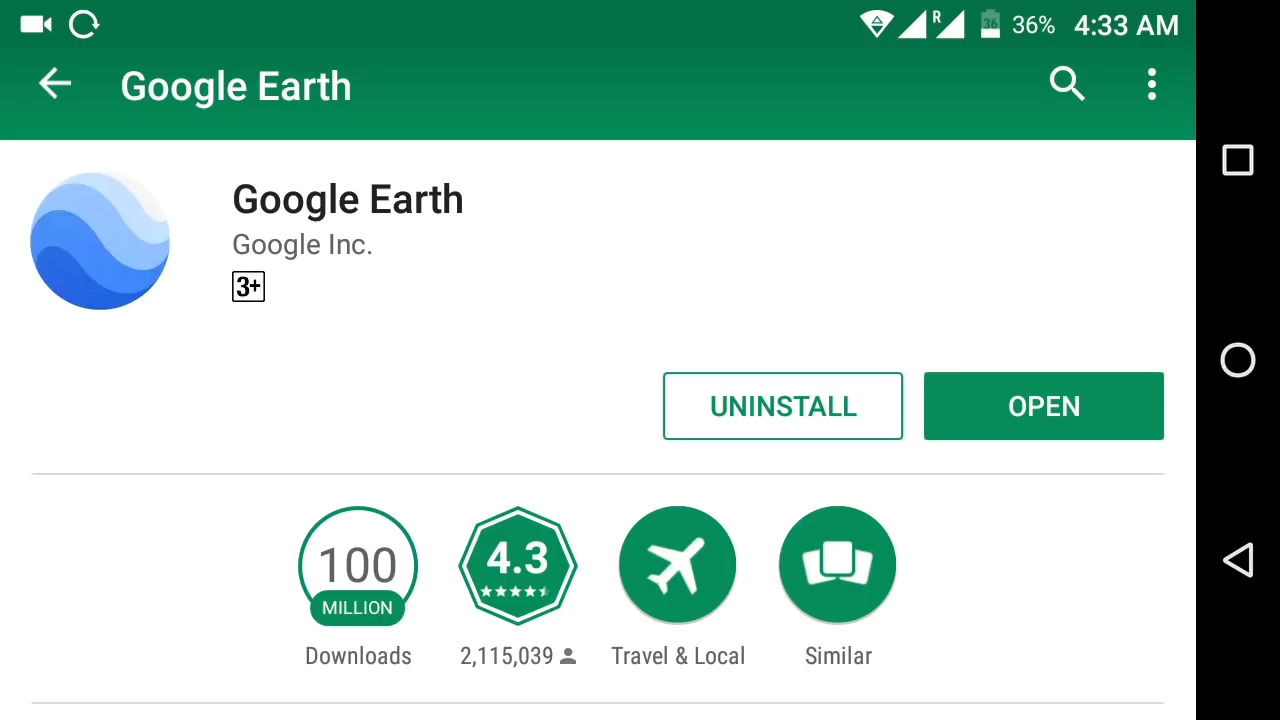 R 36 36% 4:33 AM
Google Earth
Google Earth
Google Inc.
3+
UNINSTALL OPEN
100 4.3
MILLION
Downloads 2,115,039 Travel & Local Similar